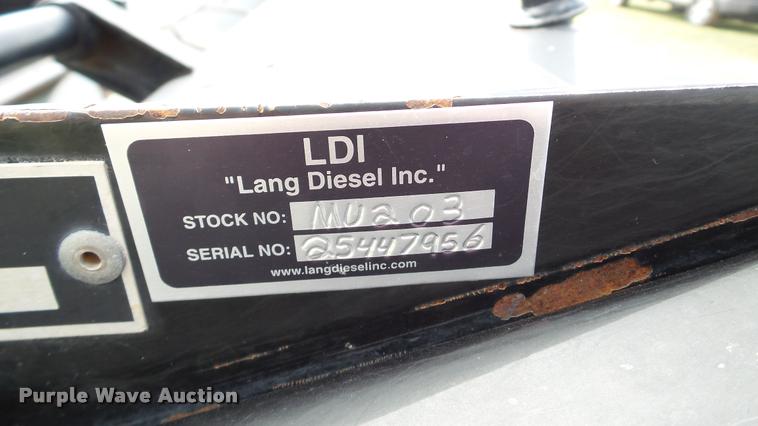 LDI
"Lang Diesel Inc."
STOCK NO: MU203
SERIAL NO: 25447956
www.langdieselinc.com
Purple Wave Auction®